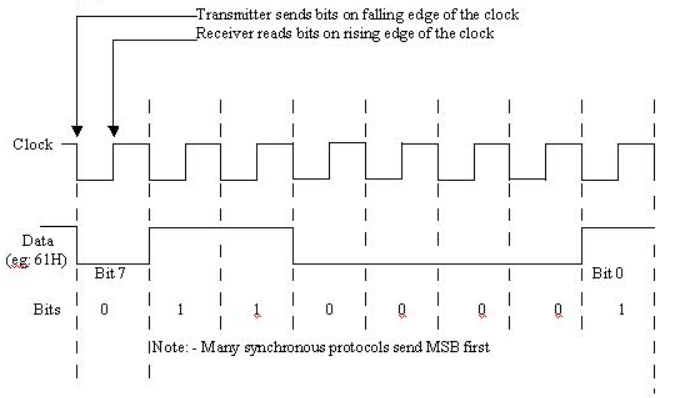 Transmitter sends bits on falling edge of the clock
Receiver reads bits on rising edge of the clock
Clock
Data
(eg: 61H)
Bit 7
Bit 0
Bits 0 1 1 0 0 0 0 1
Note: - Many synchronous protocols send MSB first